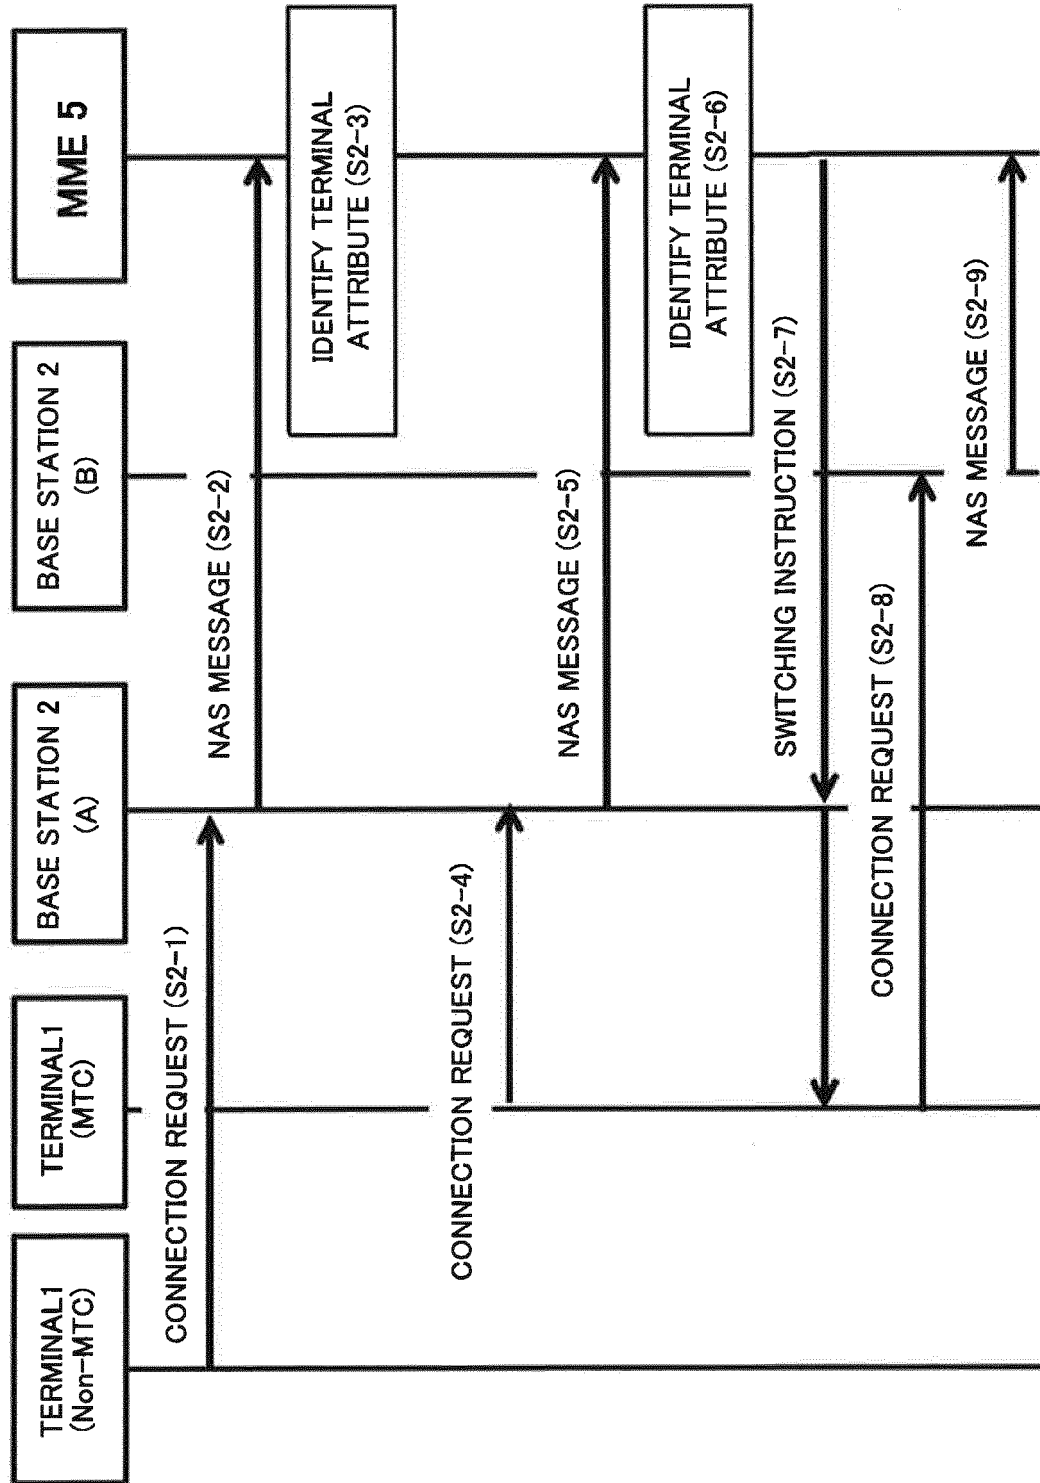 TERMINAL1
(Non-MTC)
TERMINAL1
(MTC)
BASE STATION 2
(A)
BASE STATION 2
(B)
MME 5
CONNECTION REQUEST (S2-1)
NAS MESSAGE (S2-2)
IDENTIFY TERMINAL
ATTRIBUTE (S2-3)
CONNECTION REQUEST (S2-4)
NAS MESSAGE (S2-5)
IDENTIFY TERMINAL
ATTRIBUTE (S2-6)
SWITCHING INSTRUCTION (S2-7)
CONNECTION REQUEST (S2-8)
NAS MESSAGE (S2-9)